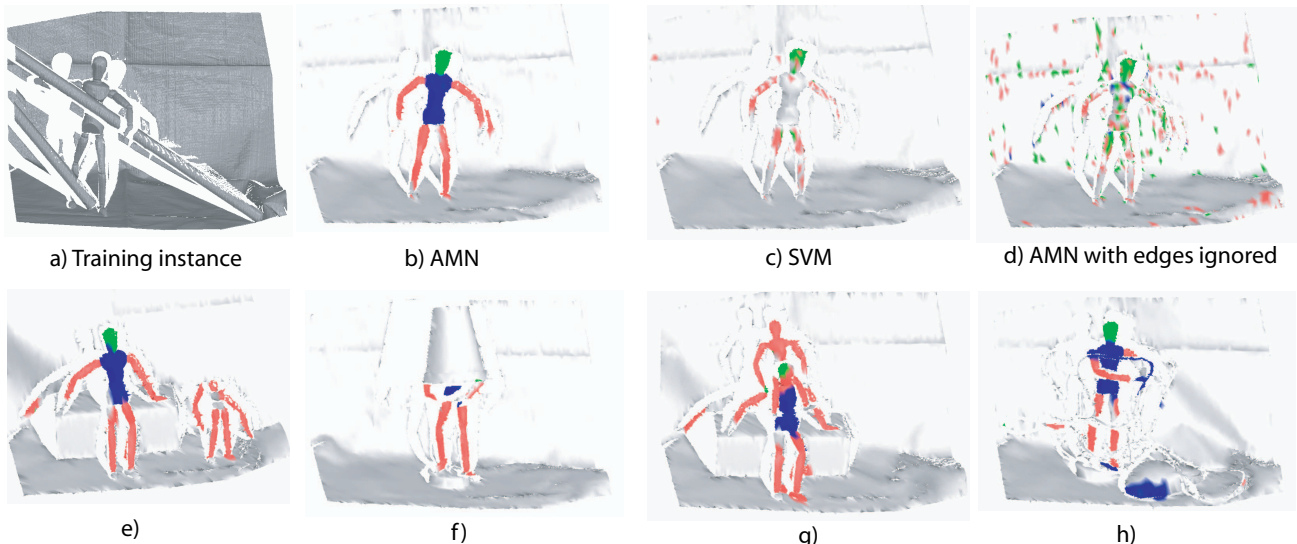 a) Training instance
b) AMN
c) SVM
d) AMN with edges ignored
e)
f)
g)
h)